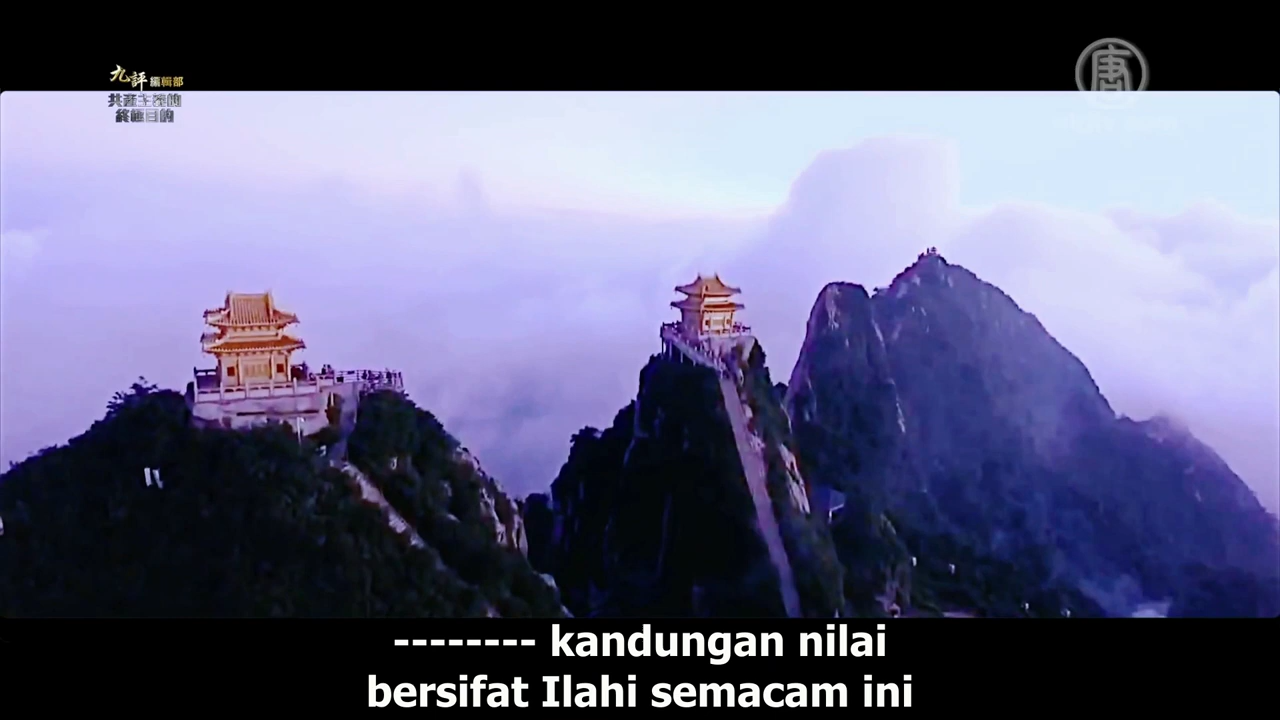 九評編輯部
共產主義的
終極目的
唐
-------- kandungan nilai
bersifat Ilahi semacam ini